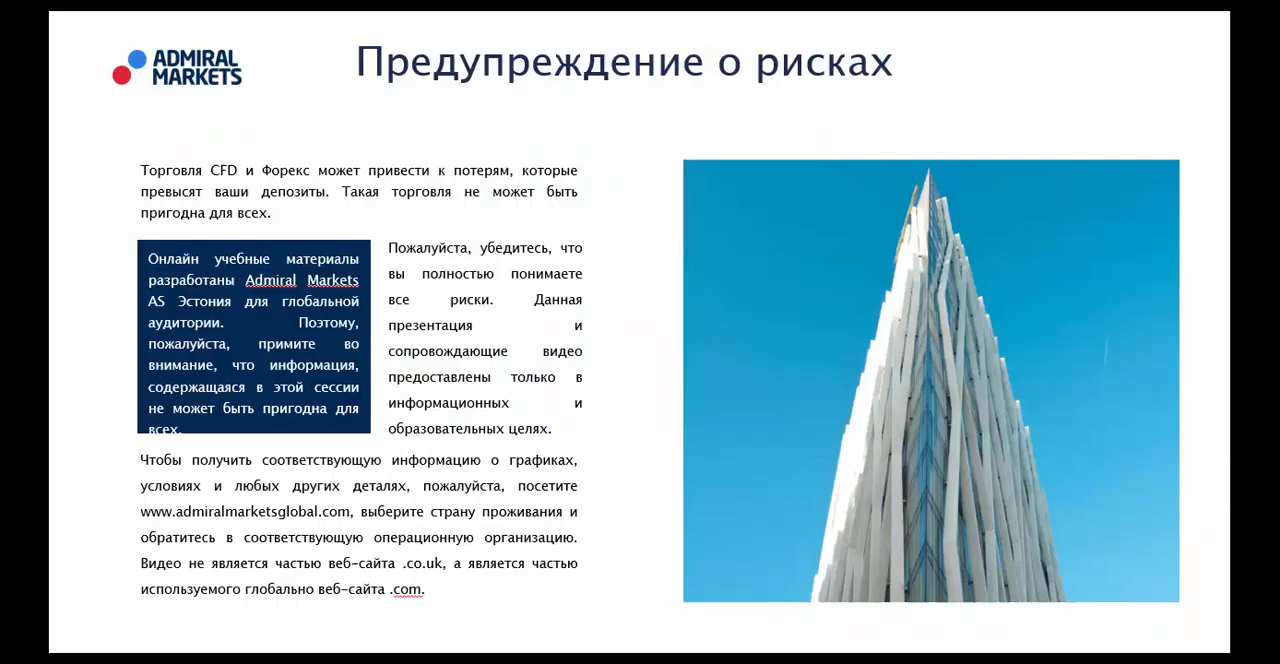 ADMIRAL
MARKETS
Предупреждение о рисках
Торговля CFD и Форекс может привести к потерям, которые
превысят ваши депозиты. Такая торговля не может быть
пригодна для всех.
Онлайн учебные материалы
разработаны Admiral Markets
AS Эстония для глобальной
аудитории. Поэтому,
пожалуйста, примите во
внимание, что информация,
содержащаяся в этой сессии
не может быть пригодна для
всех.
Пожалуйста, убедитесь, что
вы полностью понимаете
все риски. Данная
презентация и
сопровождающие видео
предоставлены только в
информационных и
образовательных целях.
Чтобы получить соответствующую информацию о графиках,
условиях и любых других деталях, пожалуйста, посетите
www.admiralmarketsglobal.com, выберите страну проживания и
обратитесь в соответствующую операционную организацию.
Видео не является частью веб-сайта .co.uk, а является частью
используемого глобально веб-сайта .com.